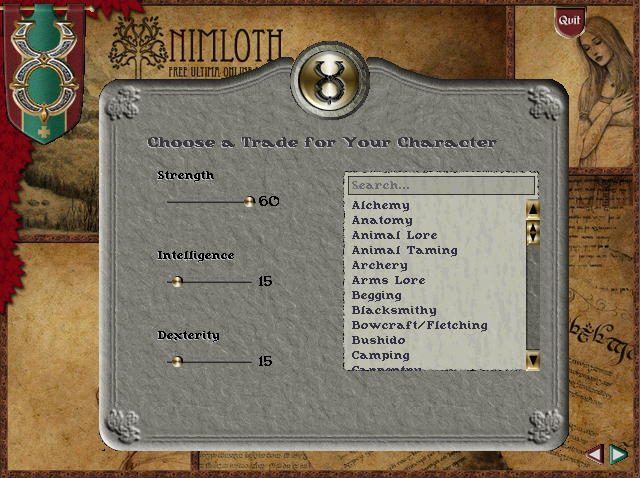 Quit
NIMLOTH
FREE ULTIMA ONLINE
Choose a Trade for Your Character
Strength
60
Intelligence
15
Dexterity
15
Search...
Alchemy
Anatomy
Animal Lore
Animal Taming
Archery
Arms Lore
Begging
Blacksmithy
Bowcraft/Fletching
Bushido
Camping
Carpentry